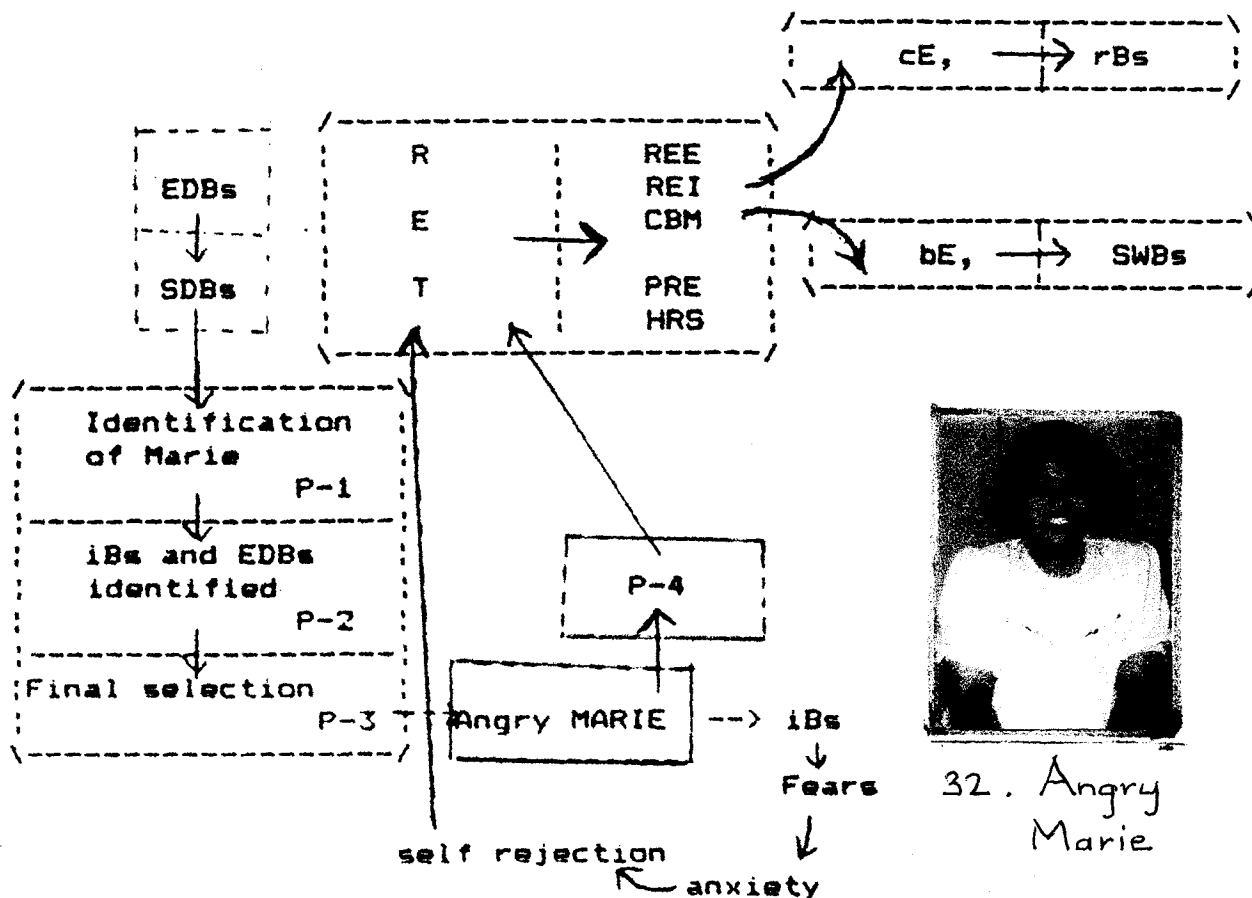 cE, rBs
R REE
EDBs REI
E CBM
bE, SWBs
SDBs T PRE
HRS
Identification
of Marie
P-1
iBs and EDBs
identified
P-2
P-4
Final selection
P-3 Angry MARIE --> iBs
Fears
self rejection
anxiety
32. Angry
Marie